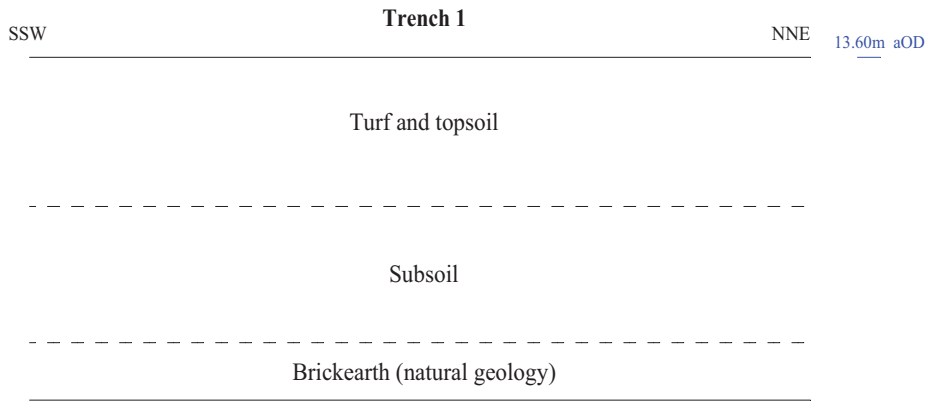 Trench 1
SSW
NNE
13.60m aOD
Turf and topsoil
Subsoil
Brickearth (natural geology)